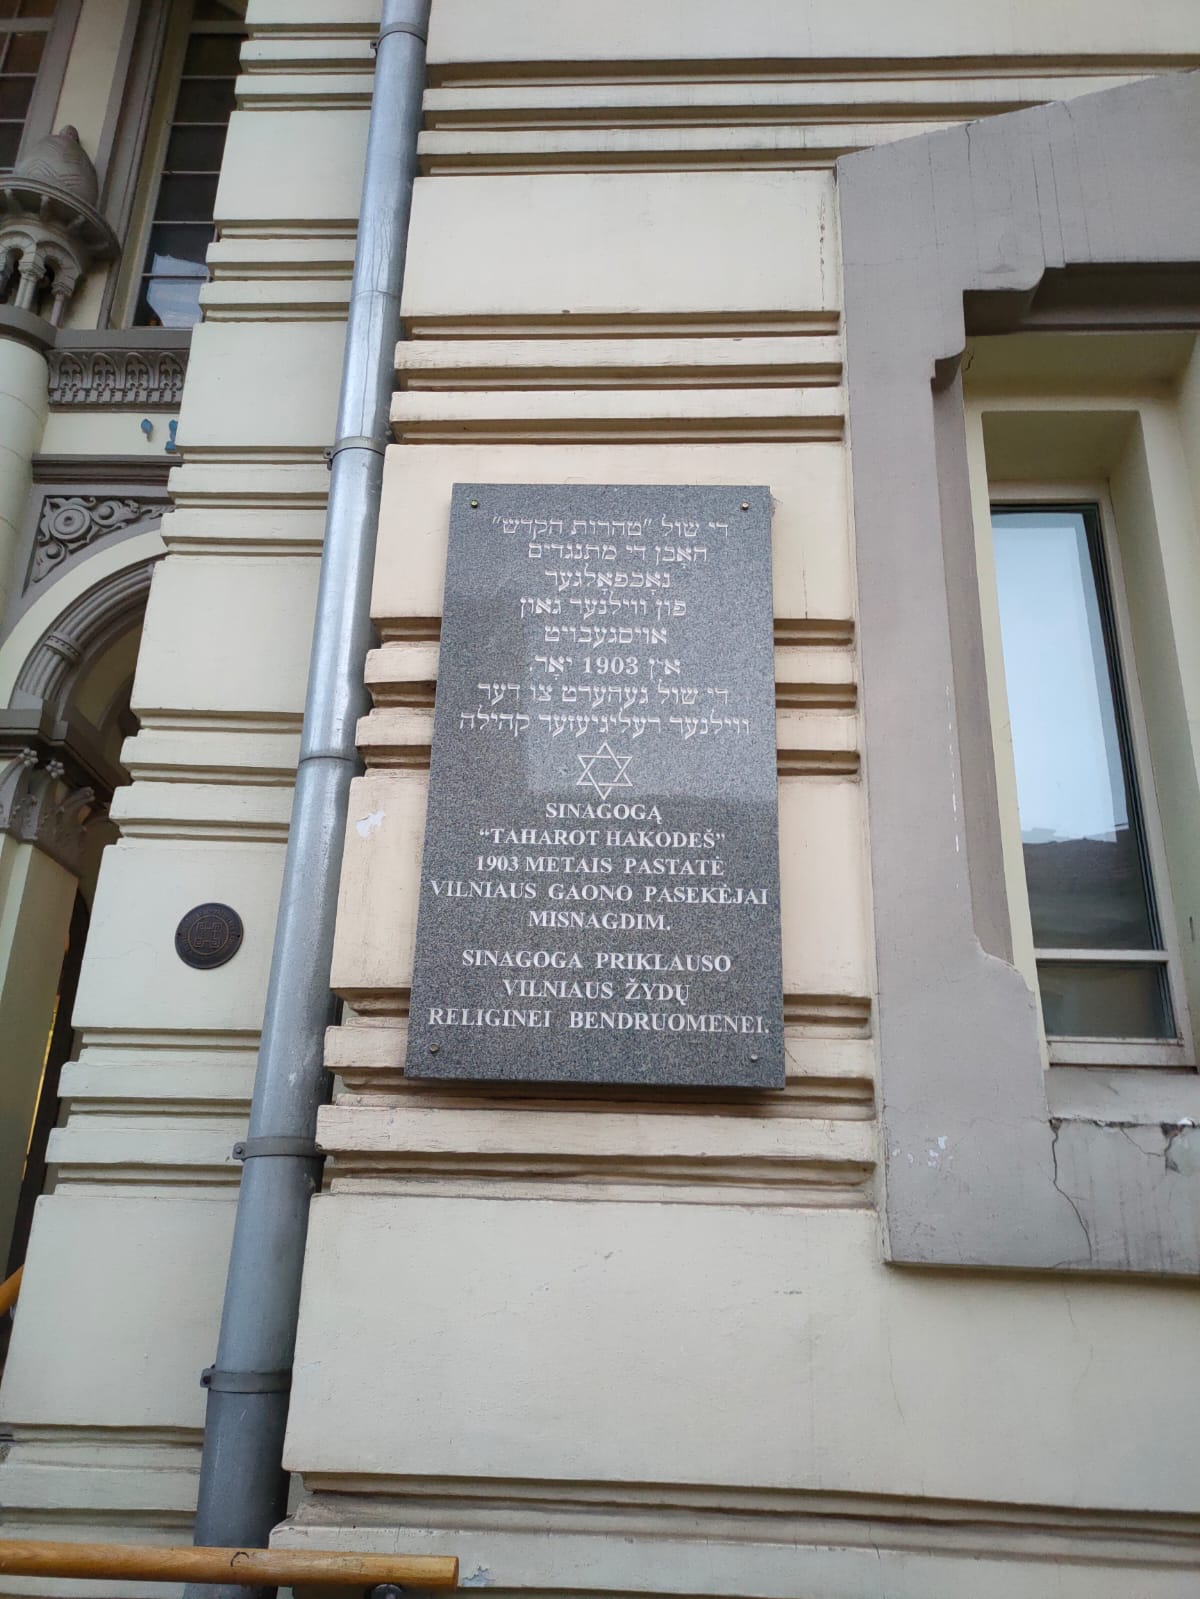 די שול "טהרות הקדש"
האָבן די מתנגדים
נאָכפאָלגער
פון ווילנער גאון
אויסגעבויט
אין 1903 יאָר.
די שול געהערט צו דער
ווילנער רעליגיעזער קהילה
SINAGOGĄ
“TAHAROT HAKODEŠ”
1903 METAIS PASTATĖ
VILNIAUS GAONO PASEKĖJAI
MISNAGDIM.
SINAGOGA PRIKLAUSO
VILNIAUS ŽYDŲ
RELIGINEI BENDRUOMENEI.